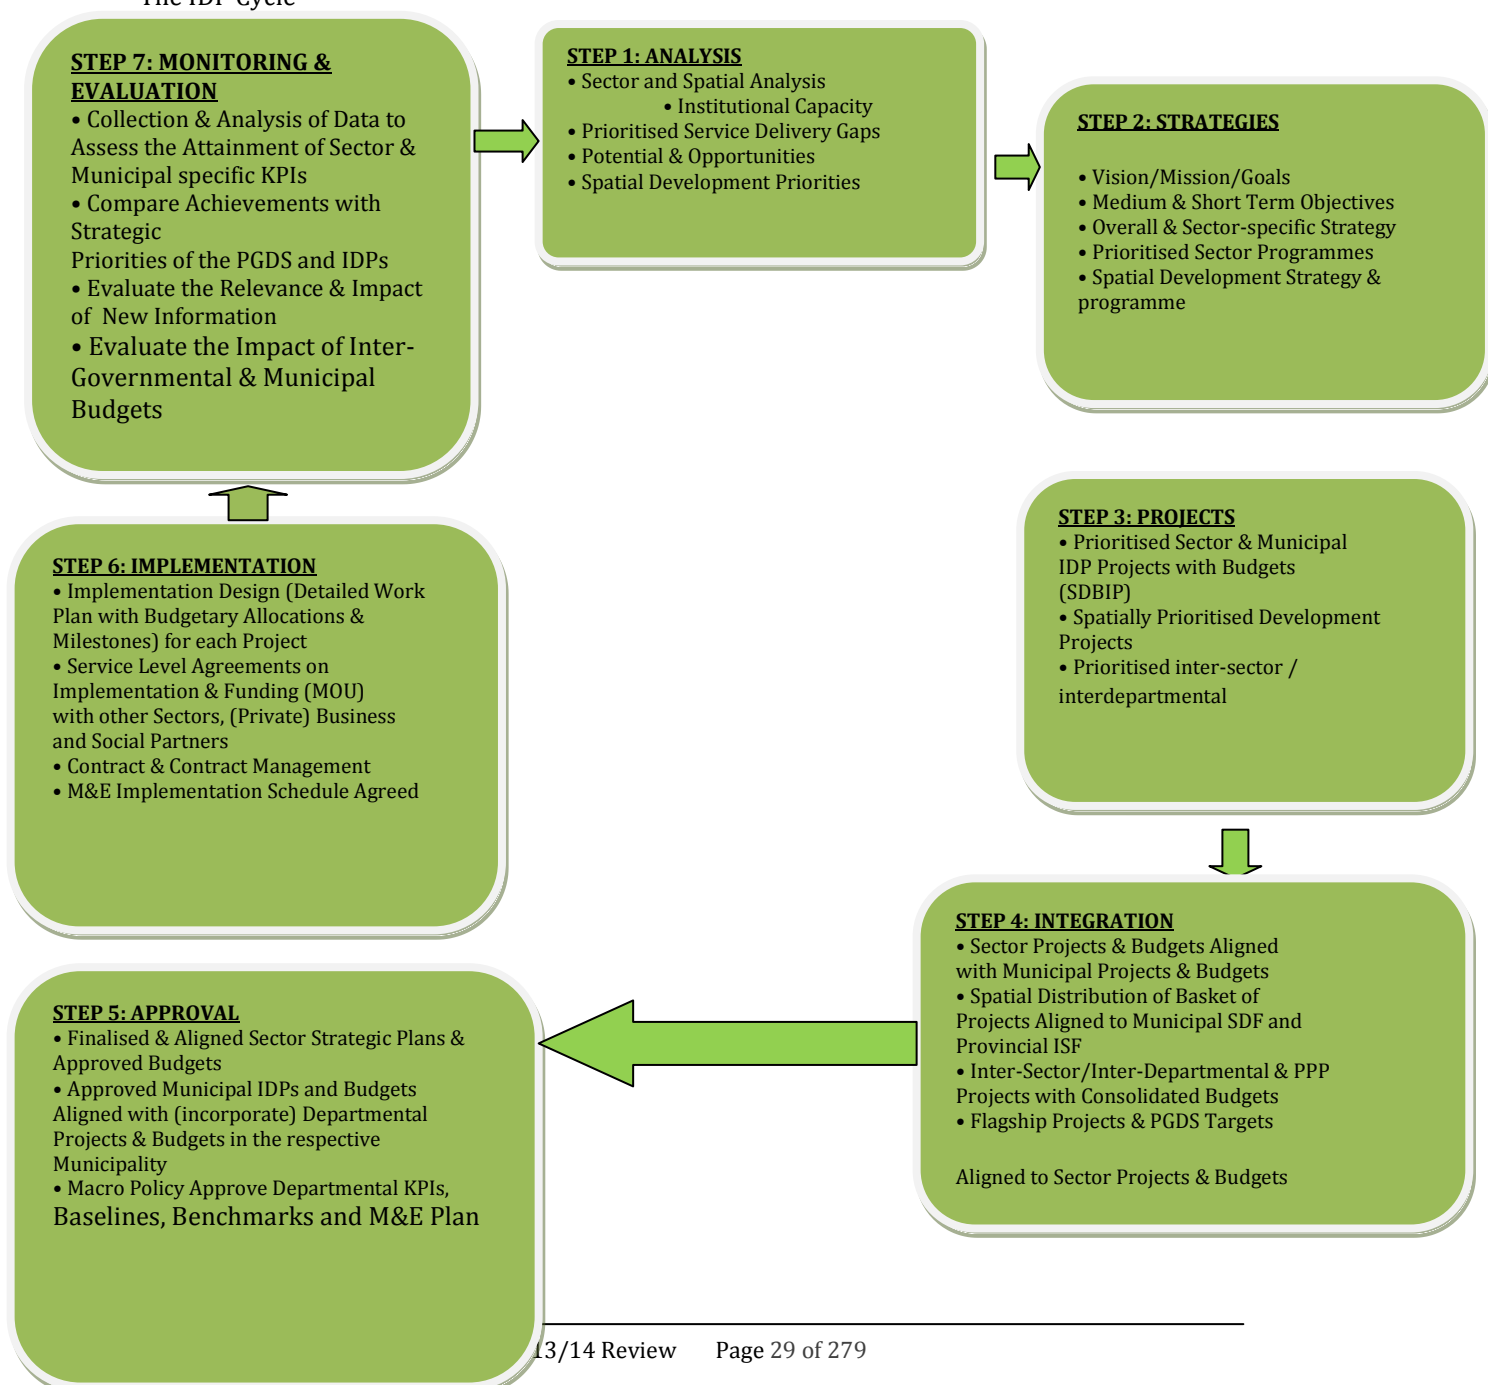 The IDP Cycle
STEP 7: MONITORING &
EVALUATION
• Collection & Analysis of Data to
Assess the Attainment of Sector &
Municipal specific KPIs
• Compare Achievements with
Strategic
Priorities of the PGDS and IDPs
• Evaluate the Relevance & Impact
of New Information
• Evaluate the Impact of Inter-
Governmental & Municipal
Budgets
STEP 1: ANALYSIS
• Sector and Spatial Analysis
• Institutional Capacity
• Prioritised Service Delivery Gaps
• Potential & Opportunities
• Spatial Development Priorities
STEP 2: STRATEGIES
• Vision/Mission/Goals
• Medium & Short Term Objectives
• Overall & Sector-specific Strategy
• Prioritised Sector Programmes
• Spatial Development Strategy &
programme
STEP 3: PROJECTS
• Prioritised Sector & Municipal
IDP Projects with Budgets
(SDBIP)
• Spatially Prioritised Development
Projects
• Prioritised inter-sector /
interdepartmental
STEP 6: IMPLEMENTATION
• Implementation Design (Detailed Work
Plan with Budgetary Allocations &
Milestones) for each Project
• Service Level Agreements on
Implementation & Funding (MOU)
with other Sectors, (Private) Business
and Social Partners
• Contract & Contract Management
• M&E Implementation Schedule Agreed
STEP 4: INTEGRATION
• Sector Projects & Budgets Aligned
with Municipal Projects & Budgets
• Spatial Distribution of Basket of
Projects Aligned to Municipal SDF and
Provincial ISF
• Inter-Sector/Inter-Departmental & PPP
Projects with Consolidated Budgets
• Flagship Projects & PGDS Targets
Aligned to Sector Projects & Budgets
STEP 5: APPROVAL
• Finalised & Aligned Sector Strategic Plans &
Approved Budgets
• Approved Municipal IDPs and Budgets
Aligned with (incorporate) Departmental
Projects & Budgets in the respective
Municipality
• Macro Policy Approve Departmental KPIs,
Baselines, Benchmarks and M&E Plan
13/14 Review Page 29 of 279